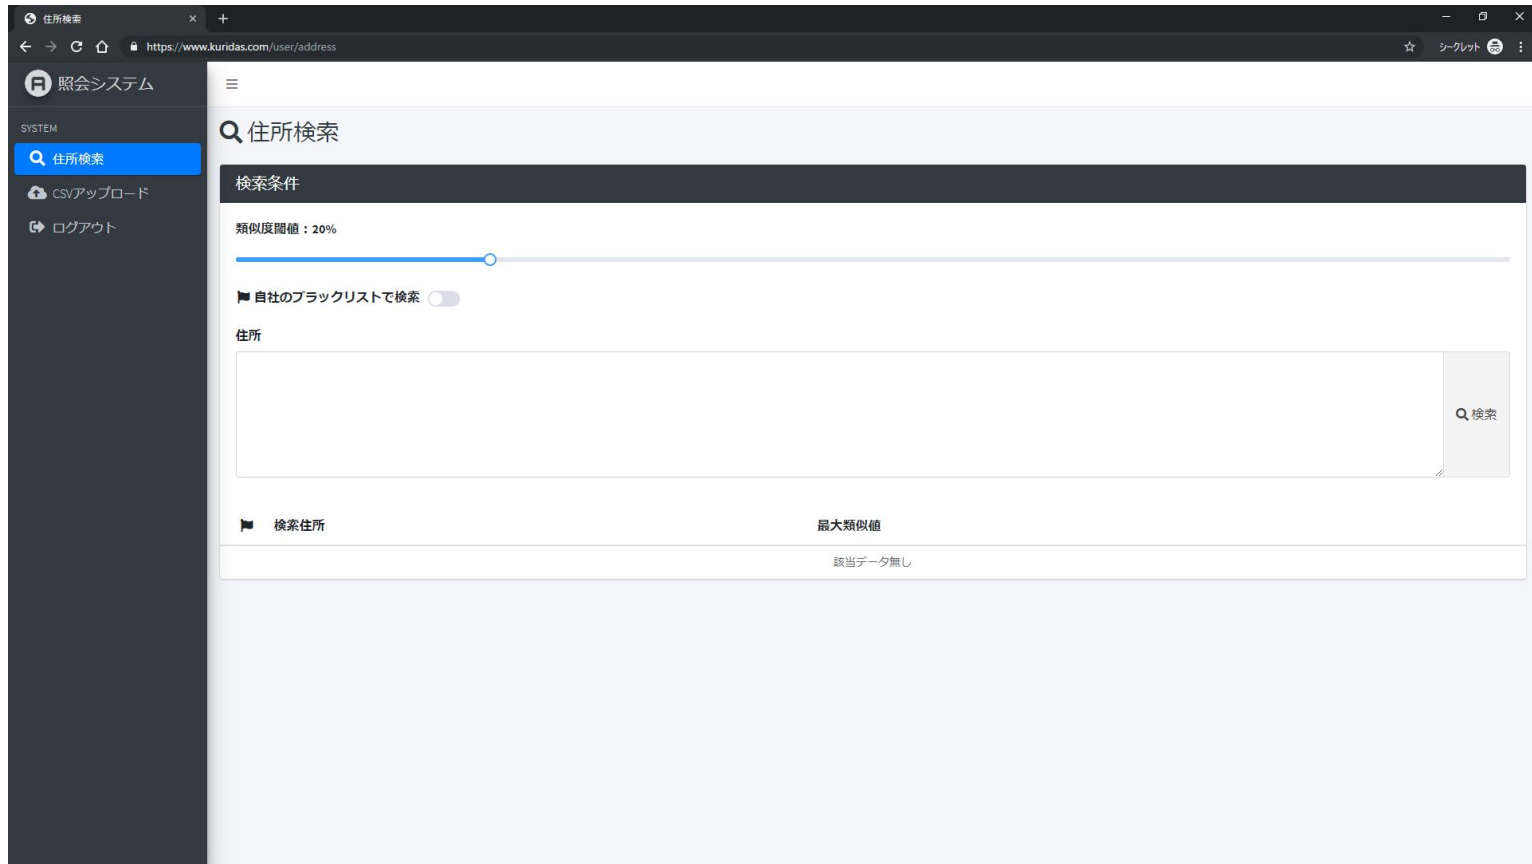 住所検索
https://www.kuridas.com/user/address
シークレット
照会システム
SYSTEM
住所検索
CSVアップロード
ログアウト
住所検索
検索条件
類似度閾値：20%
自社のブラックリストで検索
住所
検索
検索住所 最大類似値
該当データ無し